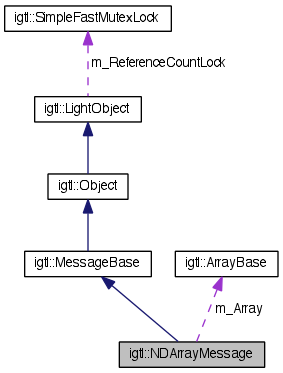 igtl::SimpleFastMutexLock
m_ReferenceCountLock
igtl::LightObject
igtl::Object
igtl::MessageBase
igtl::ArrayBase
m_Array
igtl::NDArrayMessage